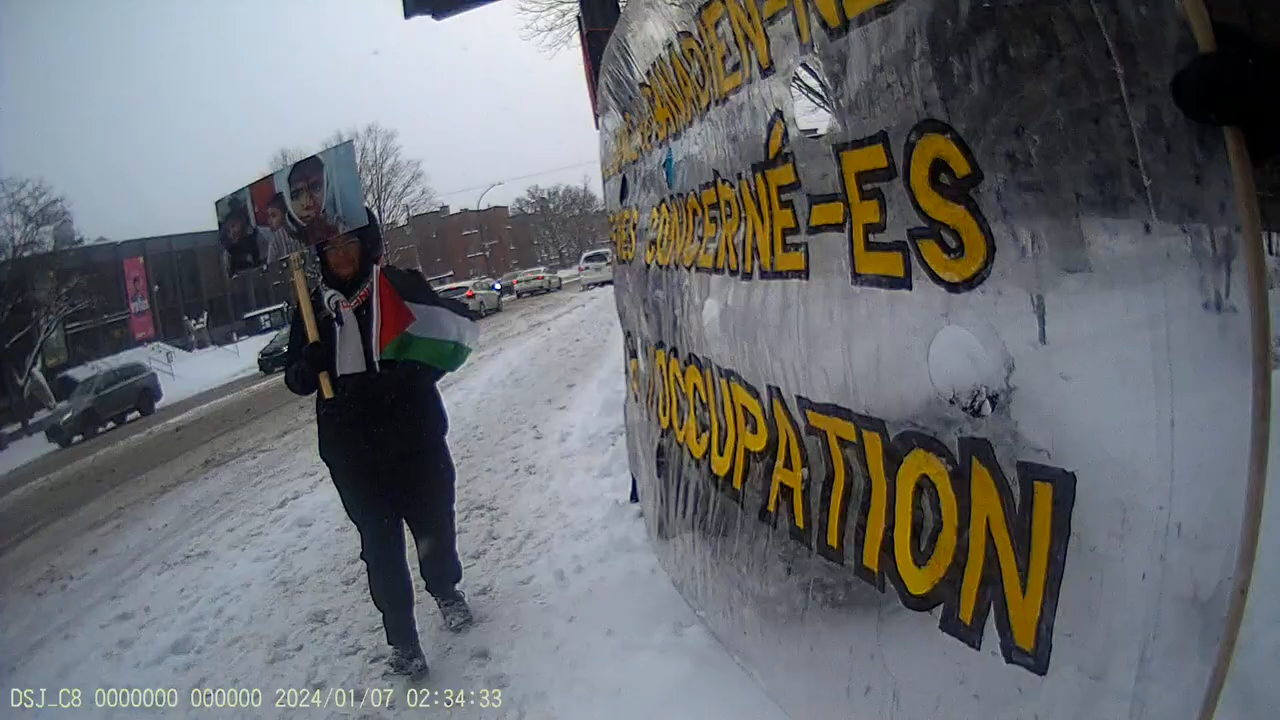 CANADIEN-NE
CONCERNÉ-ES
L'OCCUPATION
DSJ_C8 0000000 000000 2024/01/07 02:34:33